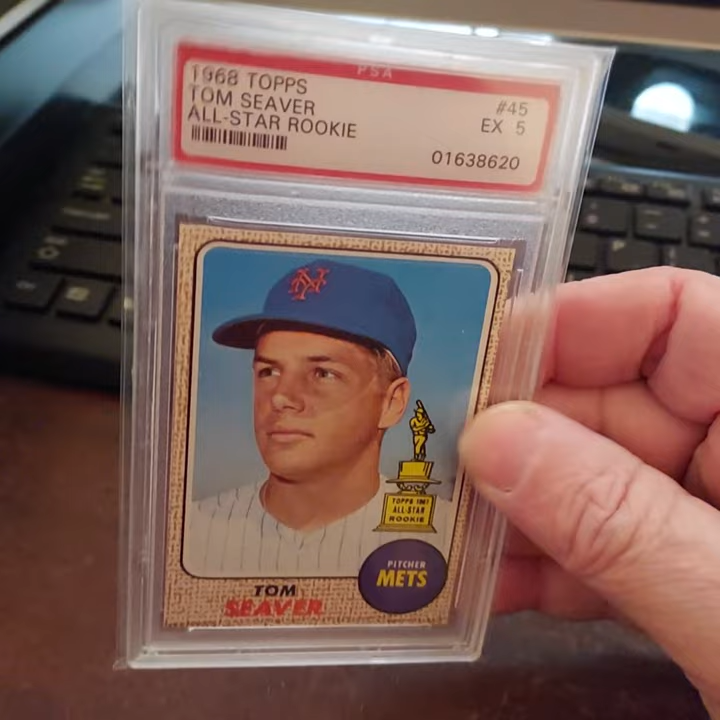 PSA
1968 TOPPS #45
TOM SEAVER EX 5
ALL-STAR ROOKIE
01638620
NY
TOPPS 1967
ALL-STAR
ROOKIE
PITCHER
METS
TOM
SEAVER